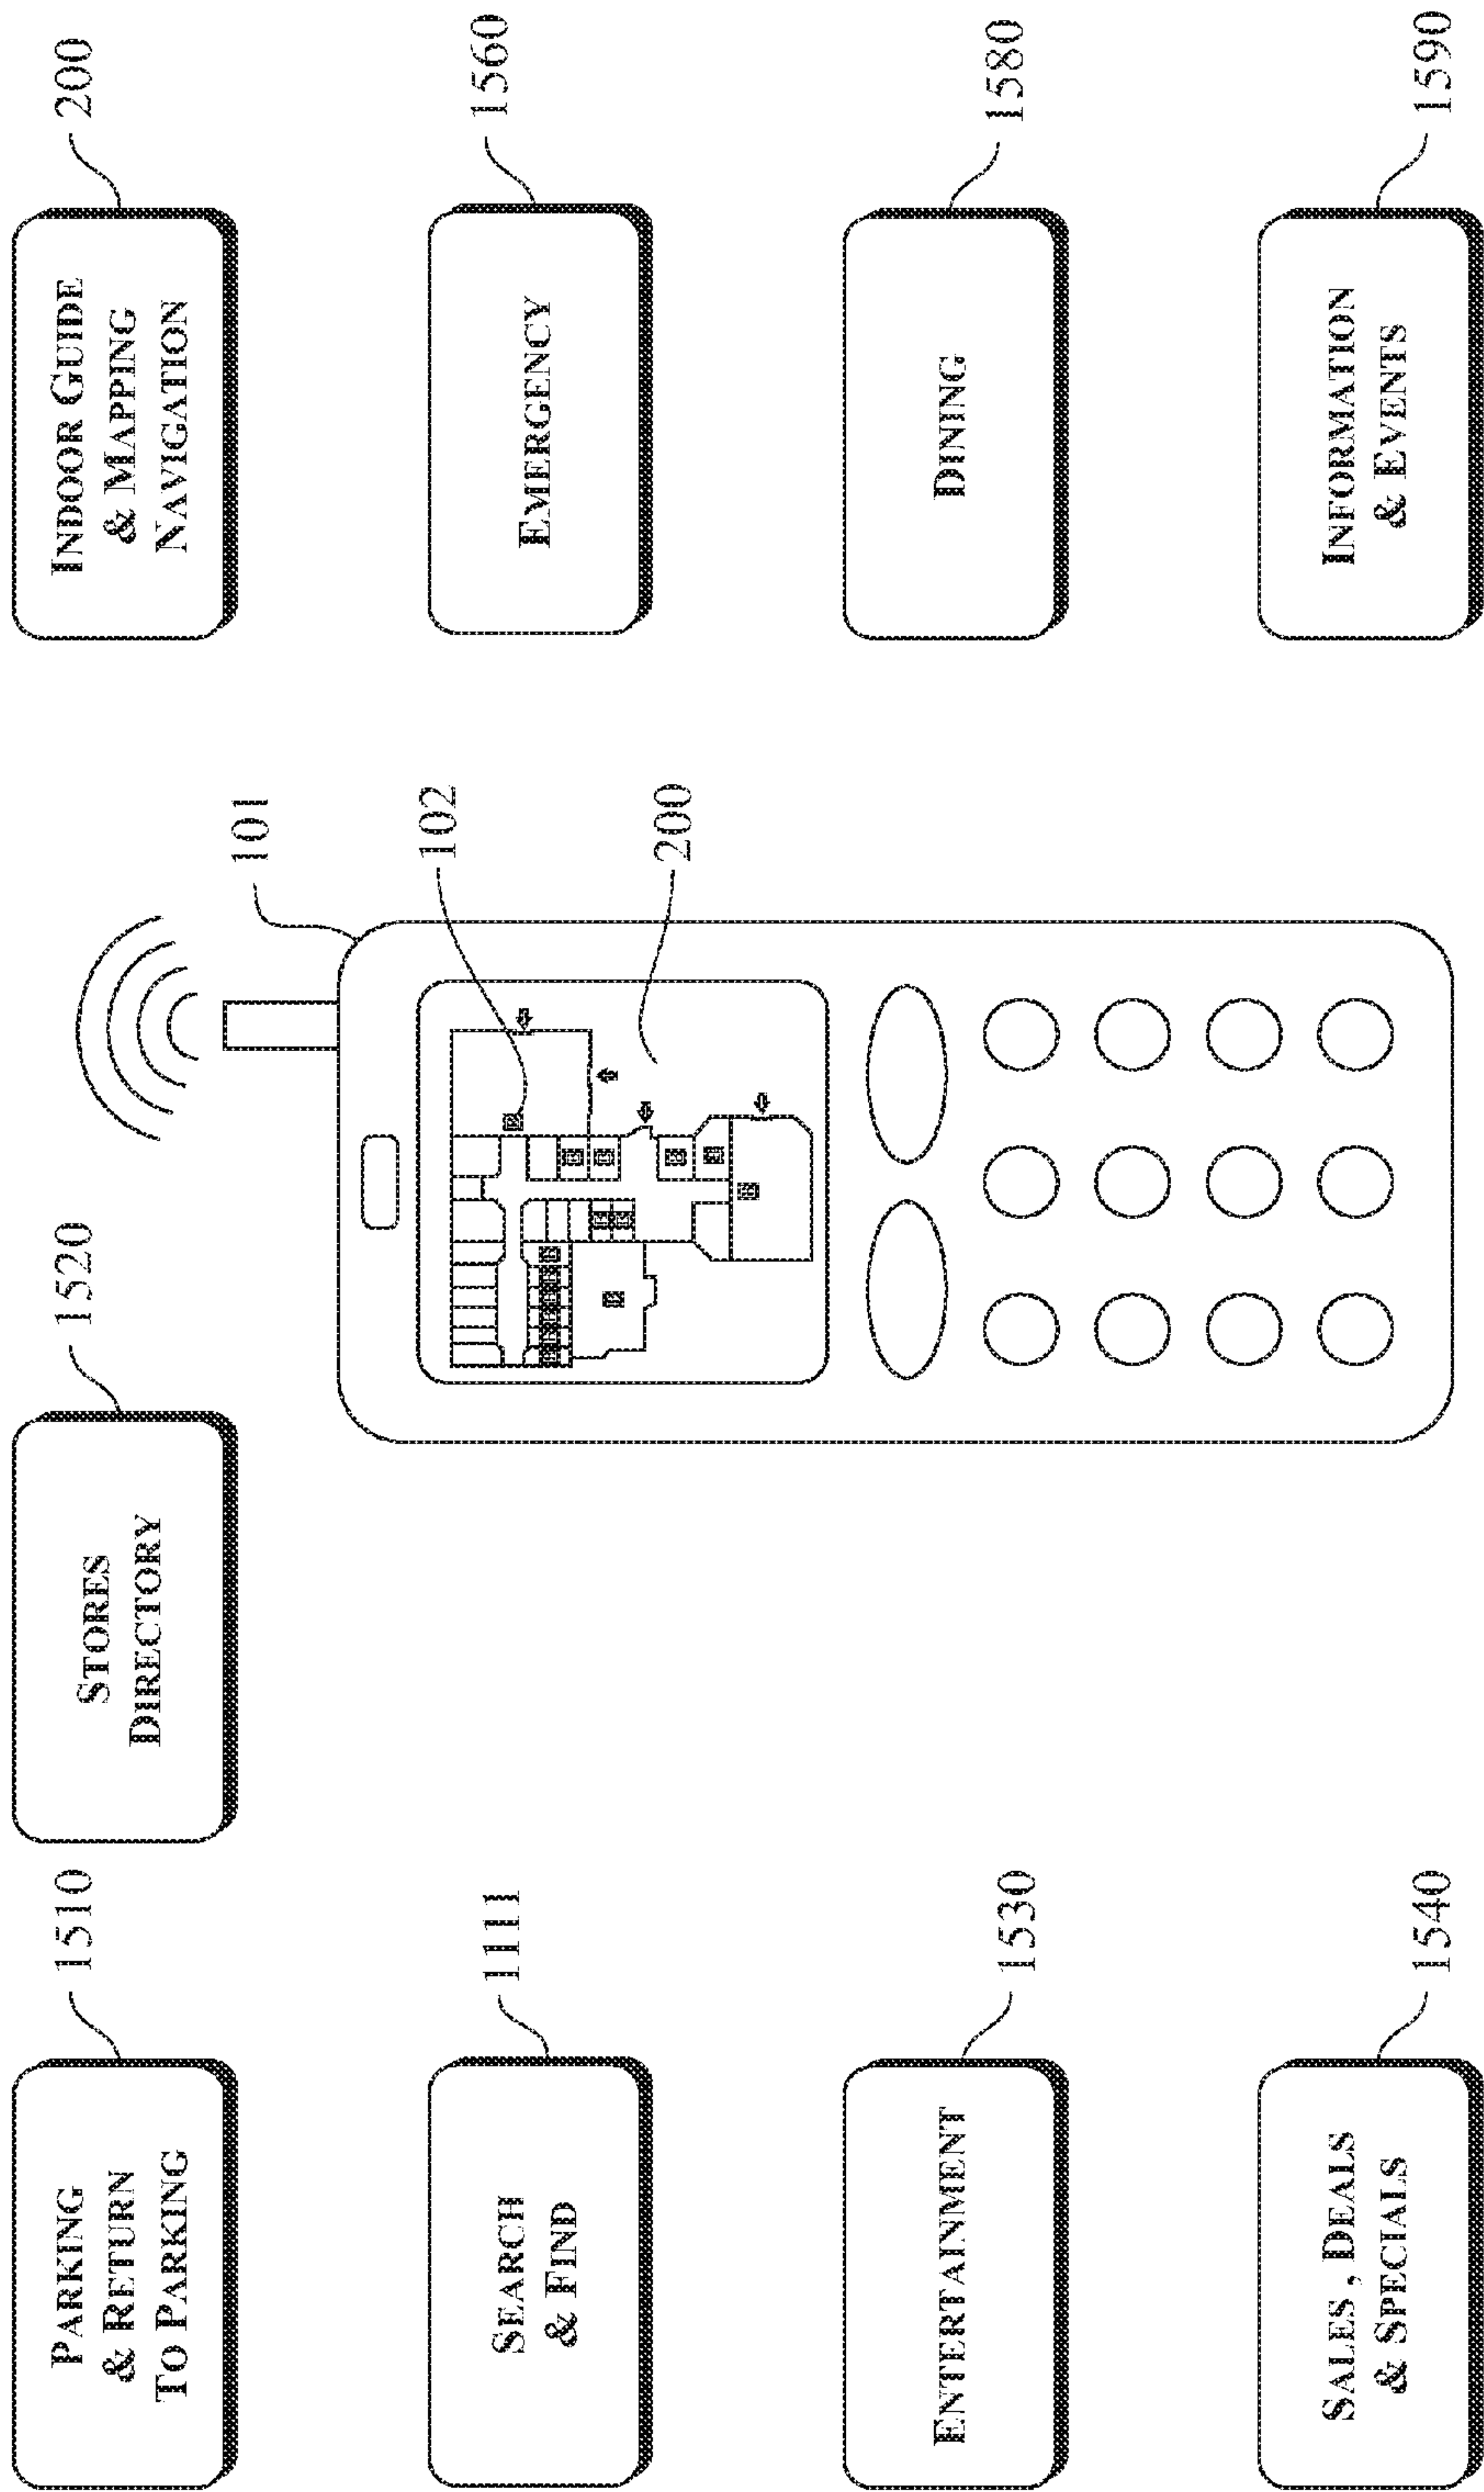 PARKING
& RETURN
TO PARKING
1510
STORES
DIRECTORY
1520
INDOOR GUIDE
& MAPPING
NAVIGATION
200
SEARCH
& FIND
1111
101
102
200
EMERGENCY
1560
ENTERTAINMENT
1530
DINING
1580
SALES, DEALS
& SPECIALS
1540
INFORMATION
& EVENTS
1590